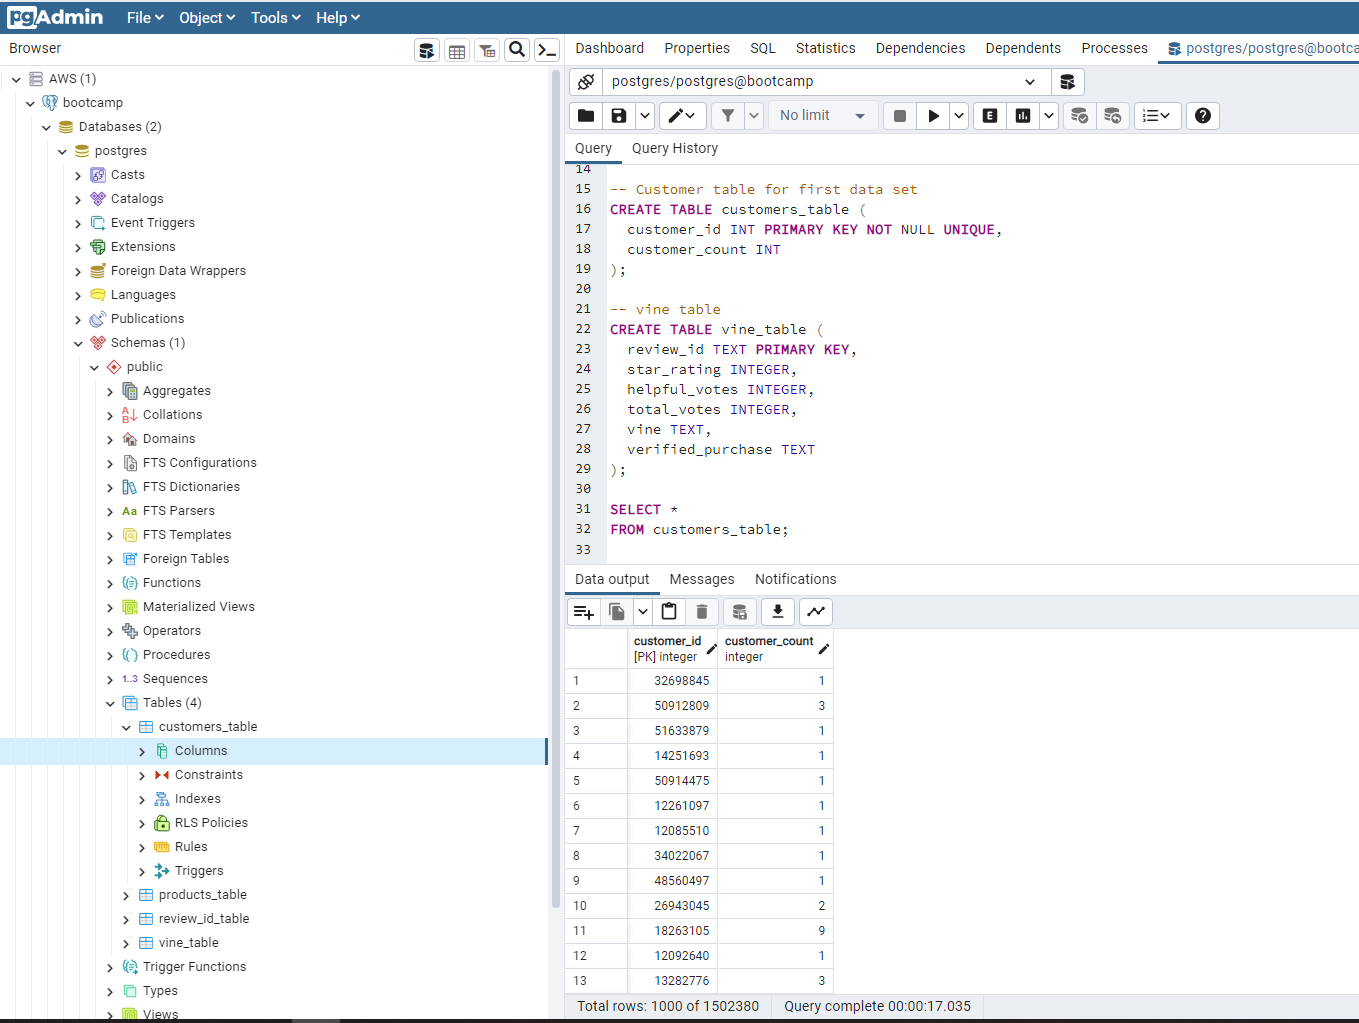 pgAdmin File Object Tools Help
Browser
Dashboard Properties SQL Statistics Dependencies Dependents Processes postgres/postgres@bootca
AWS (1)
bootcamp
Databases (2)
postgres
Casts
Catalogs
Event Triggers
Extensions
Foreign Data Wrappers
Languages
Publications
Schemas (1)
public
Aggregates
Collations
Domains
FTS Configurations
FTS Dictionaries
Aa FTS Parsers
FTS Templates
Foreign Tables
Functions
Materialized Views
Operators
Procedures
1..3 Sequences
Tables (4)
customers_table
Columns
Constraints
Indexes
RLS Policies
Rules
Triggers
products_table
review_id_table
vine_table
Trigger Functions
Types
Views
postgres/postgres@bootcamp
No limit
E
Query Query History
14
15 -- Customer table for first data set
16 CREATE TABLE customers_table (
17 customer_id INT PRIMARY KEY NOT NULL UNIQUE,
18 customer_count INT
19 );
20
21 -- vine table
22 CREATE TABLE vine_table (
23 review_id TEXT PRIMARY KEY,
24 star_rating INTEGER,
25 helpful_votes INTEGER,
26 total_votes INTEGER,
27 vine TEXT,
28 verified_purchase TEXT
29 );
30
31 SELECT *
32 FROM customers_table;
33
Data output Messages Notifications
customer_id customer_count
[PK] integer integer
1 32698845 1
2 50912809 3
3 51633879 1
4 14251693 1
5 50914475 1
6 12261097 1
7 12085510 1
8 34022067 1
9 48560497 1
10 26943045 2
11 18263105 9
12 12092640 1
13 13282776 3
Total rows: 1000 of 1502380 Query complete 00:00:17.035